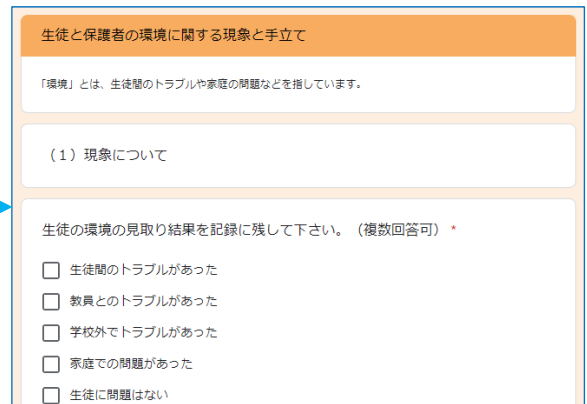 生徒と保護者の環境に関する現象と手立て
「環境」とは、生徒間のトラブルや家庭の問題などを指しています。
（１）現象について
生徒の環境の見取り結果を記録に残して下さい。（複数回答可） *
生徒間のトラブルがあった
教員とのトラブルがあった
学校外でトラブルがあった
家庭での問題があった
生徒に問題はない